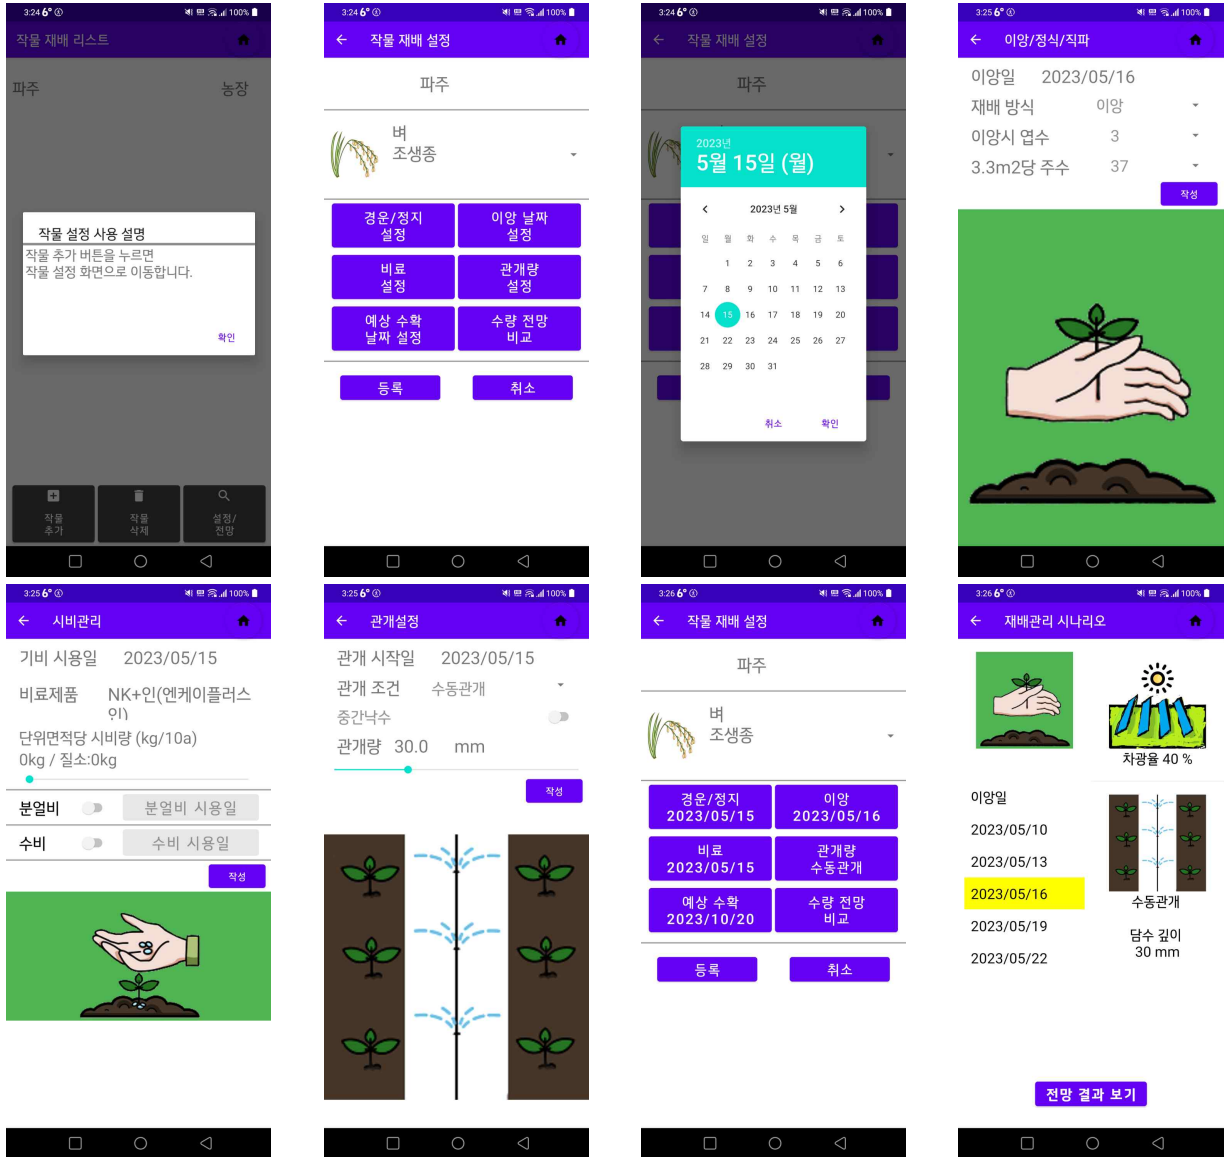 3:24 6°
100%
작물 재배 리스트
파주 농장
작물 설정 사용 설명
작물 추가 버튼을 누르면
작물 설정 화면으로 이동합니다.
확인
작물
추가
작물
삭제
설정/
전망
3:24 6°
100%
작물 재배 설정
파주
벼
조생종
경운/정지
설정
이앙 날짜
설정
비료
설정
관개량
설정
예상 수확
날짜 설정
수량 전망
비교
등록 취소
3:24 6°
100%
작물 재배 설정
파주
2023년
5월 15일 (월)
2023년 5월
일 월 화 수 목 금 토
1 2 3 4 5 6
7 8 9 10 11 12 13
14 15 16 17 18 19 20
21 22 23 24 25 26 27
28 29 30 31
취소 확인
3:25 6°
100%
이앙/정식/직파
이앙일 2023/05/16
재배 방식 이앙
이앙시 엽수 3
3.3m2당 주수 37
작성
3:25 6°
100%
시비관리
기비 시용일 2023/05/15
비료제품 NK+인(엔케이플러스
인)
단위면적당 시비량 (kg/10a)
0kg / 질소:0kg
분얼비 분얼비 시용일
수비 수비 시용일
작성
3:25 6°
100%
관개설정
관개 시작일 2023/05/15
관개 조건 수동관개
중간낙수
관개량 30.0 mm
작성
3:26 6°
100%
작물 재배 설정
파주
벼
조생종
경운/정지
2023/05/15
이앙
2023/05/16
비료
2023/05/15
관개량
수동관개
예상 수확
2023/10/20
수량 전망
비교
등록 취소
3:26 6°
100%
재배관리 시나리오
차광율 40 %
이앙일
2023/05/10
2023/05/13
2023/05/16
2023/05/19
2023/05/22
수동관개
담수 깊이
30 mm
전망 결과 보기